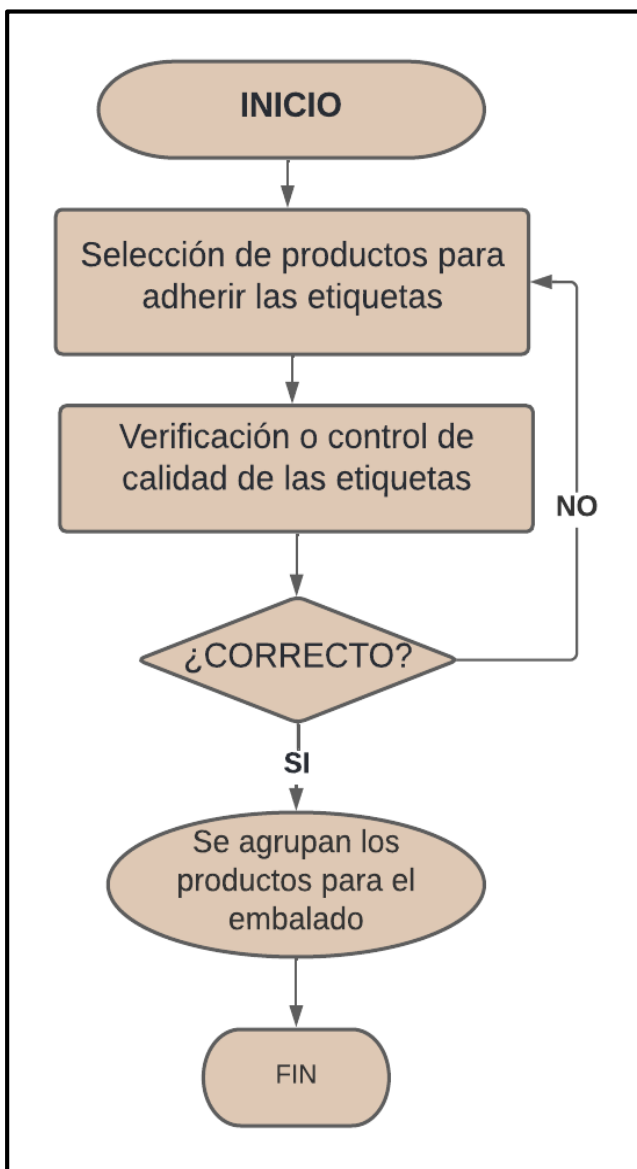 INICIO
Selección de productos para
adherir las etiquetas
Verificación o control de
calidad de las etiquetas
NO
¿CORRECTO?
SI
Se agrupan los
productos para el
embalado
FIN